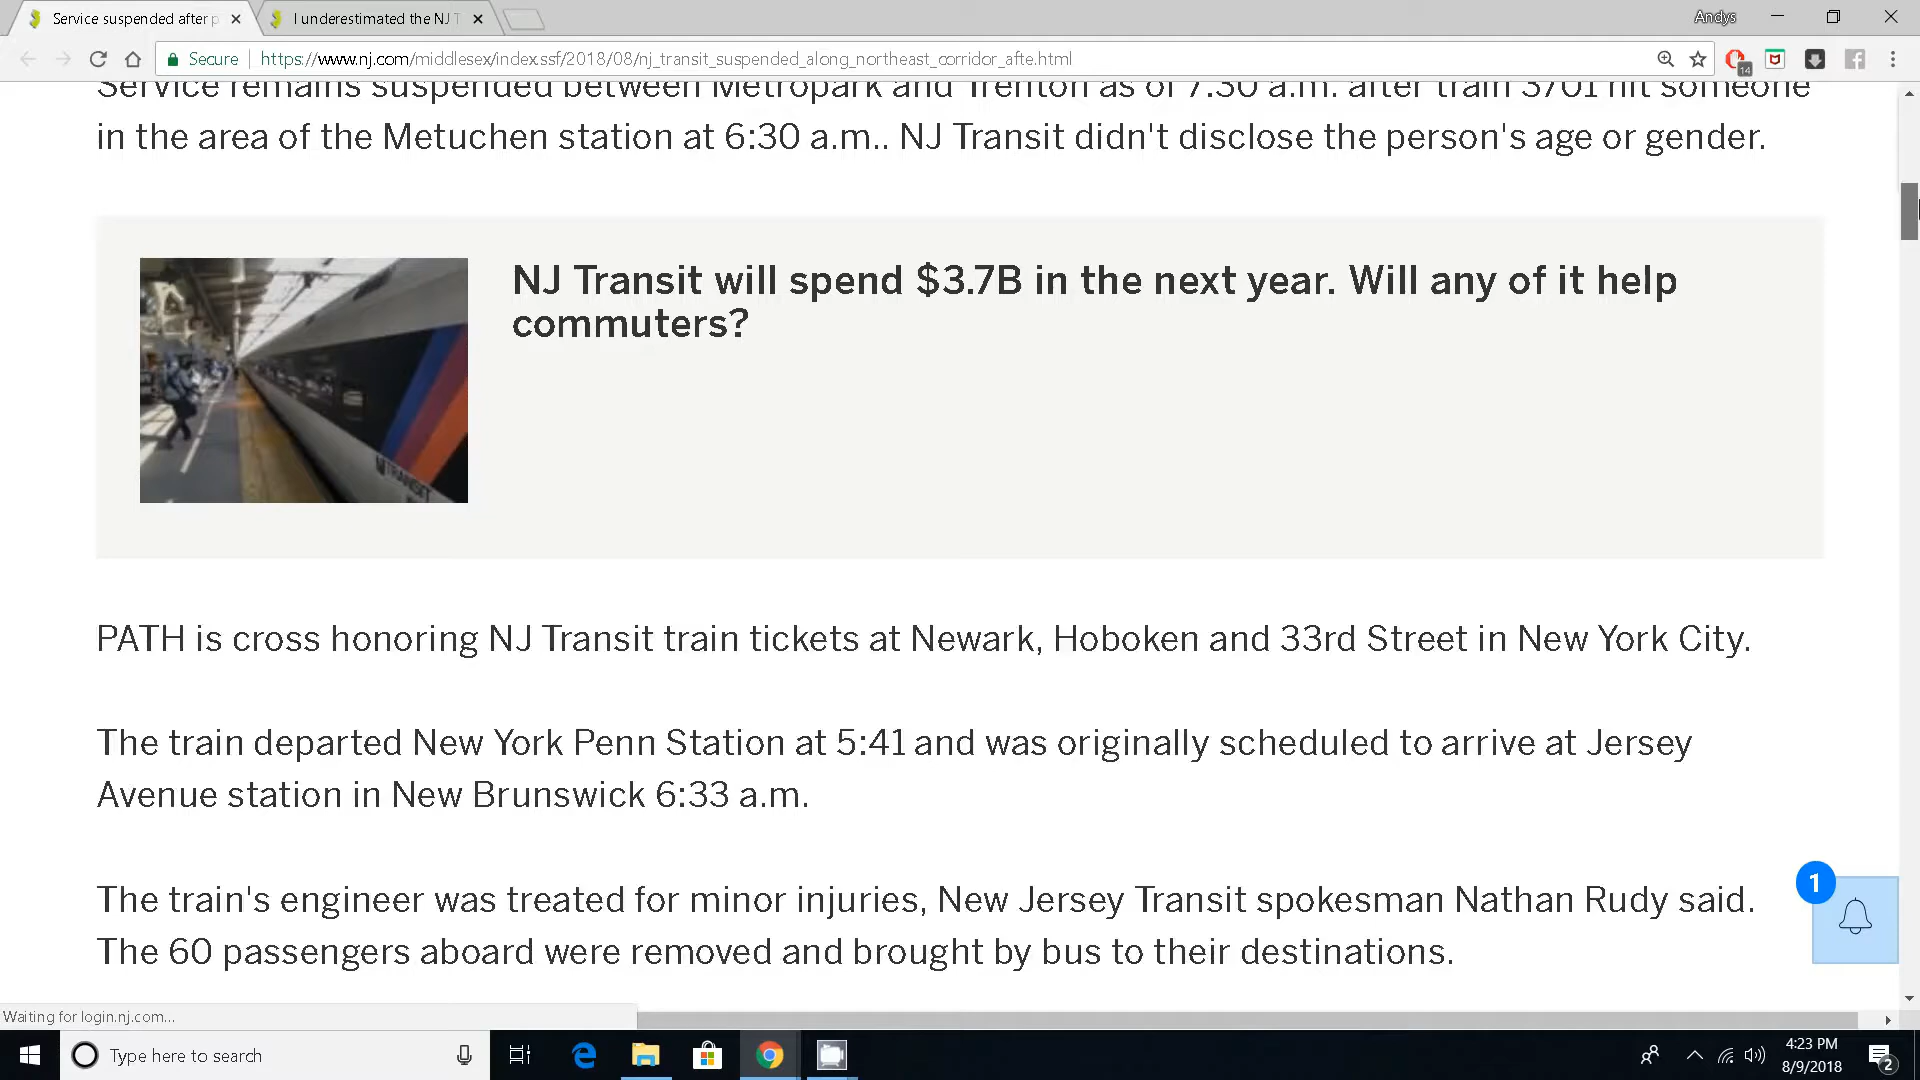 Service suspended after p
I underestimated the NJ T
Andys
Secure
https://www.nj.com/middlesex/index.ssf/2018/08/nj_transit_suspended_along_northeast_corridor_afte.html
14
Service remains suspended between Metropark and Trenton as of 7:30 a.m. after train 3701 hit someone
in the area of the Metuchen station at 6:30 a.m.. NJ Transit didn't disclose the person's age or gender.
NJ Transit will spend $3.7B in the next year. Will any of it help
commuters?
TRANSIT
PATH is cross honoring NJ Transit train tickets at Newark, Hoboken and 33rd Street in New York City.
The train departed New York Penn Station at 5:41 and was originally scheduled to arrive at Jersey
Avenue station in New Brunswick 6:33 a.m.
The train's engineer was treated for minor injuries, New Jersey Transit spokesman Nathan Rudy said.
The 60 passengers aboard were removed and brought by bus to their destinations.
1
Waiting for login.nj.com...
Type here to search
4:23 PM
8/9/2018
2